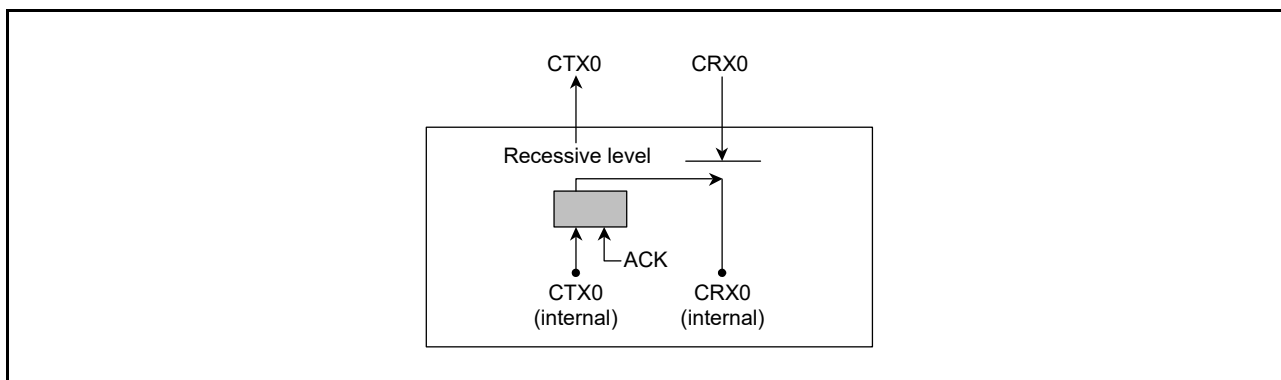 CTX0
CRX0
Recessive level
ACK
CTX0
(internal)
CRX0
(internal)